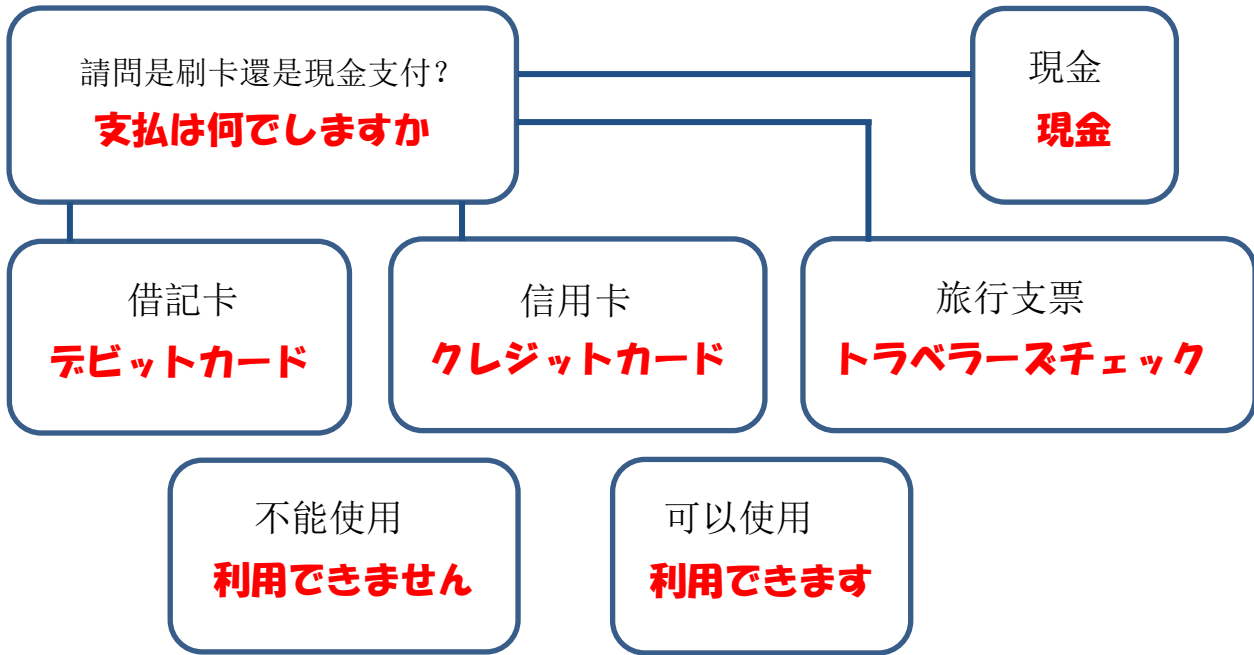 請問是刷卡還是現金支付？
支払は何でしますか
現金
現金
借記卡
デビットカード
信用卡
クレジットカード
旅行支票
トラベラーズチェック
不能使用
利用できません
可以使用
利用できます